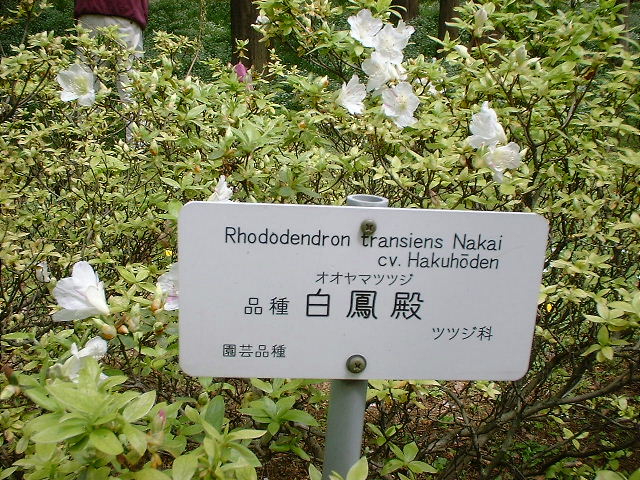 Rhododendron transiens Nakai
cv. Hakuhōden
オオヤマツツジ
品種 白鳳殿
ツツジ科
園芸品種